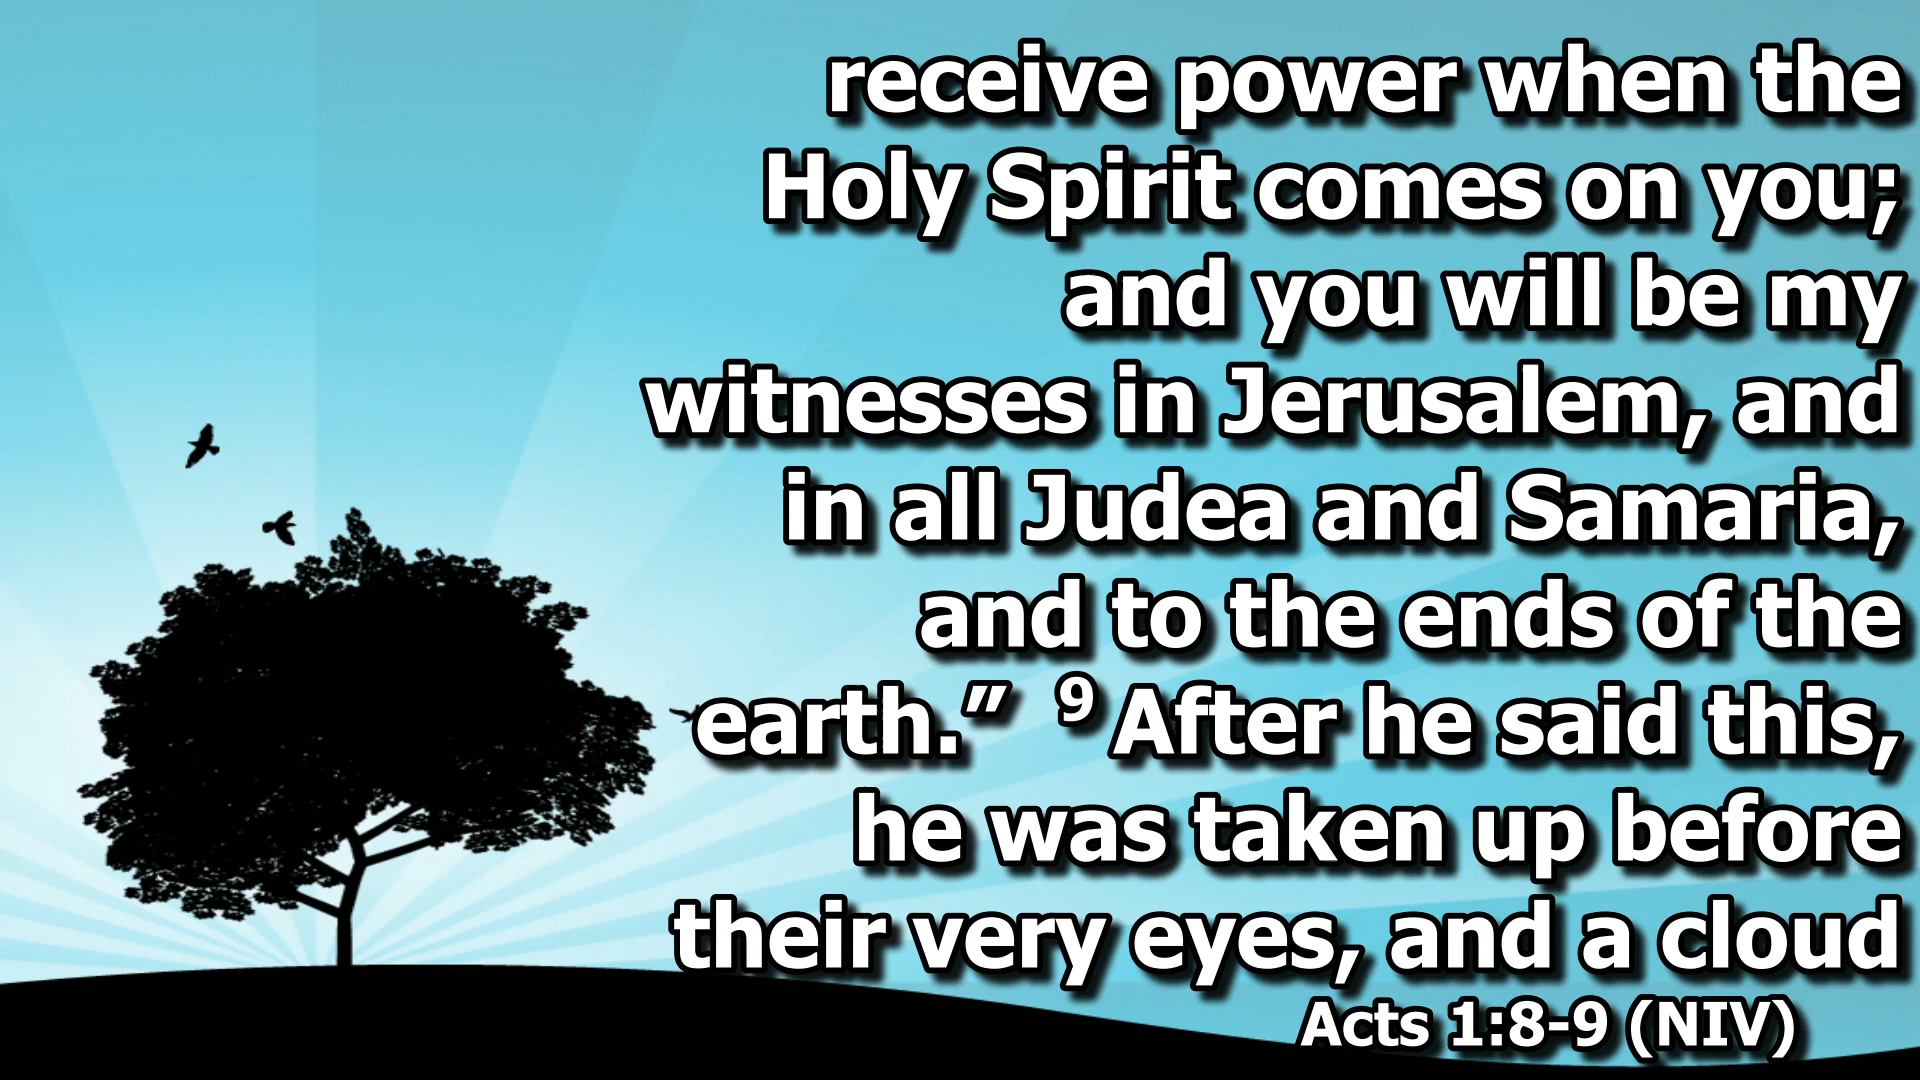 receive power when the
Holy Spirit comes on you;
and you will be my
witnesses in Jerusalem, and
in all Judea and Samaria,
and to the ends of the
earth.” ⁹ After he said this,
he was taken up before
their very eyes, and a cloud
Acts 1:8-9 (NIV)